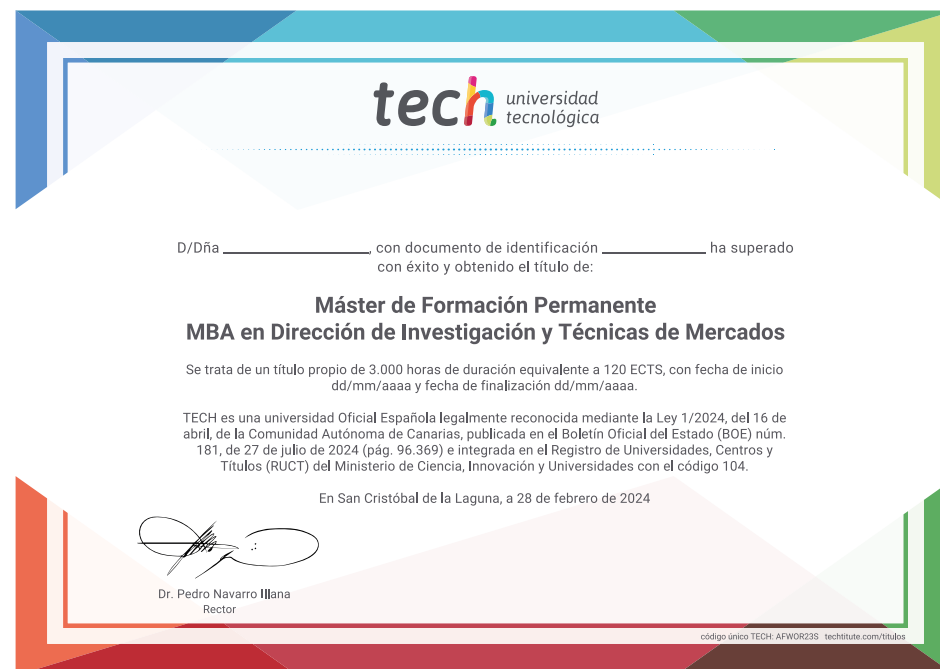 tech universidad
tecnológica
D/Dña ________________, con documento de identificación ____________ ha superado
con éxito y obtenido el título de:
Máster de Formación Permanente
MBA en Dirección de Investigación y Técnicas de Mercados
Se trata de un título propio de 3.000 horas de duración equivalente a 120 ECTS, con fecha de inicio
dd/mm/aaaa y fecha de finalización dd/mm/aaaa.
TECH es una universidad Oficial Española legalmente reconocida mediante la Ley 1/2024, del 16 de
abril, de la Comunidad Autónoma de Canarias, publicada en el Boletín Oficial del Estado (BOE) núm.
181, de 27 de julio de 2024 (pág. 96.369) e integrada en el Registro de Universidades, Centros y
Títulos (RUCT) del Ministerio de Ciencia, Innovación y Universidades con el código 104.
En San Cristóbal de la Laguna, a 28 de febrero de 2024
Dr. Pedro Navarro Illana
Rector
código único TECH: AFWOR23S techtitute.com/titulos